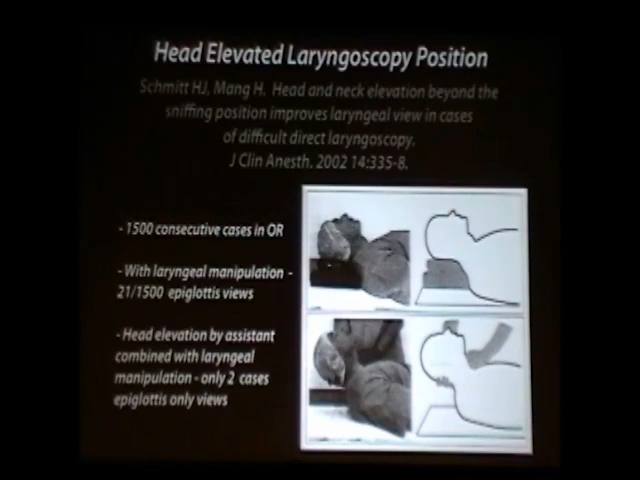 Head Elevated Laryngoscopy Position
Schmitt HJ, Mang H. Head and neck elevation beyond the
sniffing position improves laryngeal view in cases
of difficult direct laryngoscopy.
J Clin Anesth. 2002 14:335-8.
- 1500 consecutive cases in OR
- With laryngeal manipulation -
21/1500 epiglottis views
- Head elevation by assistant
combined with laryngeal
manipulation - only 2 cases
epiglottis only views